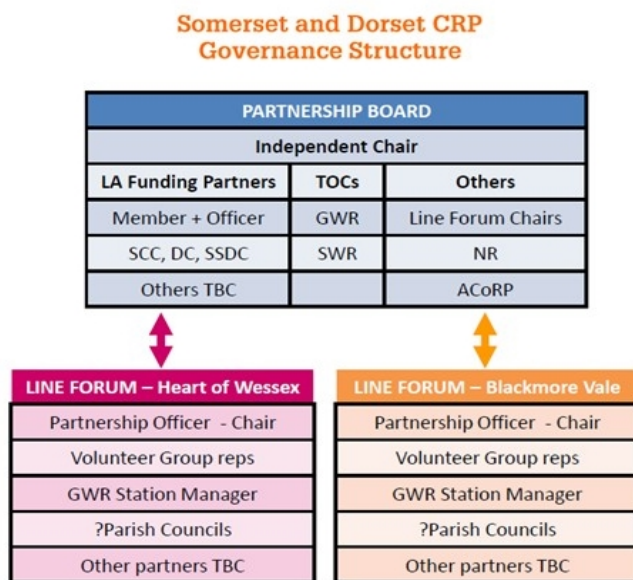 Somerset and Dorset CRP
Governance Structure
PARTNERSHIP BOARD
Independent Chair
LA Funding Partners TOCs Others
Member + Officer GWR Line Forum Chairs
SCC, DC, SSDC SWR NR
Others TBC ACoRP
LINE FORUM – Heart of Wessex
Partnership Officer - Chair
Volunteer Group reps
GWR Station Manager
?Parish Councils
Other partners TBC
LINE FORUM – Blackmore Vale
Partnership Officer - Chair
Volunteer Group reps
GWR Station Manager
?Parish Councils
Other partners TBC